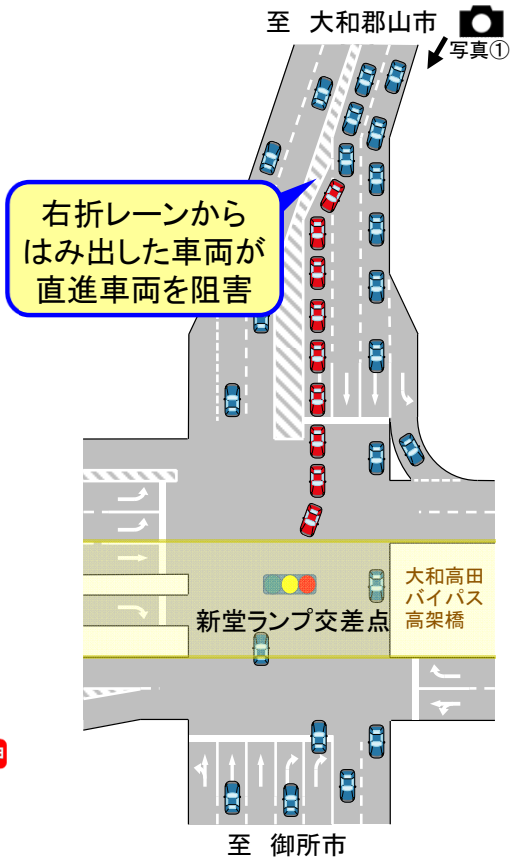 至 大和郡山市
写真①
右折レーンから
はみ出した車両が
直進車両を阻害
大和高田
バイパス
高架橋
新堂ランプ交差点
至 御所市